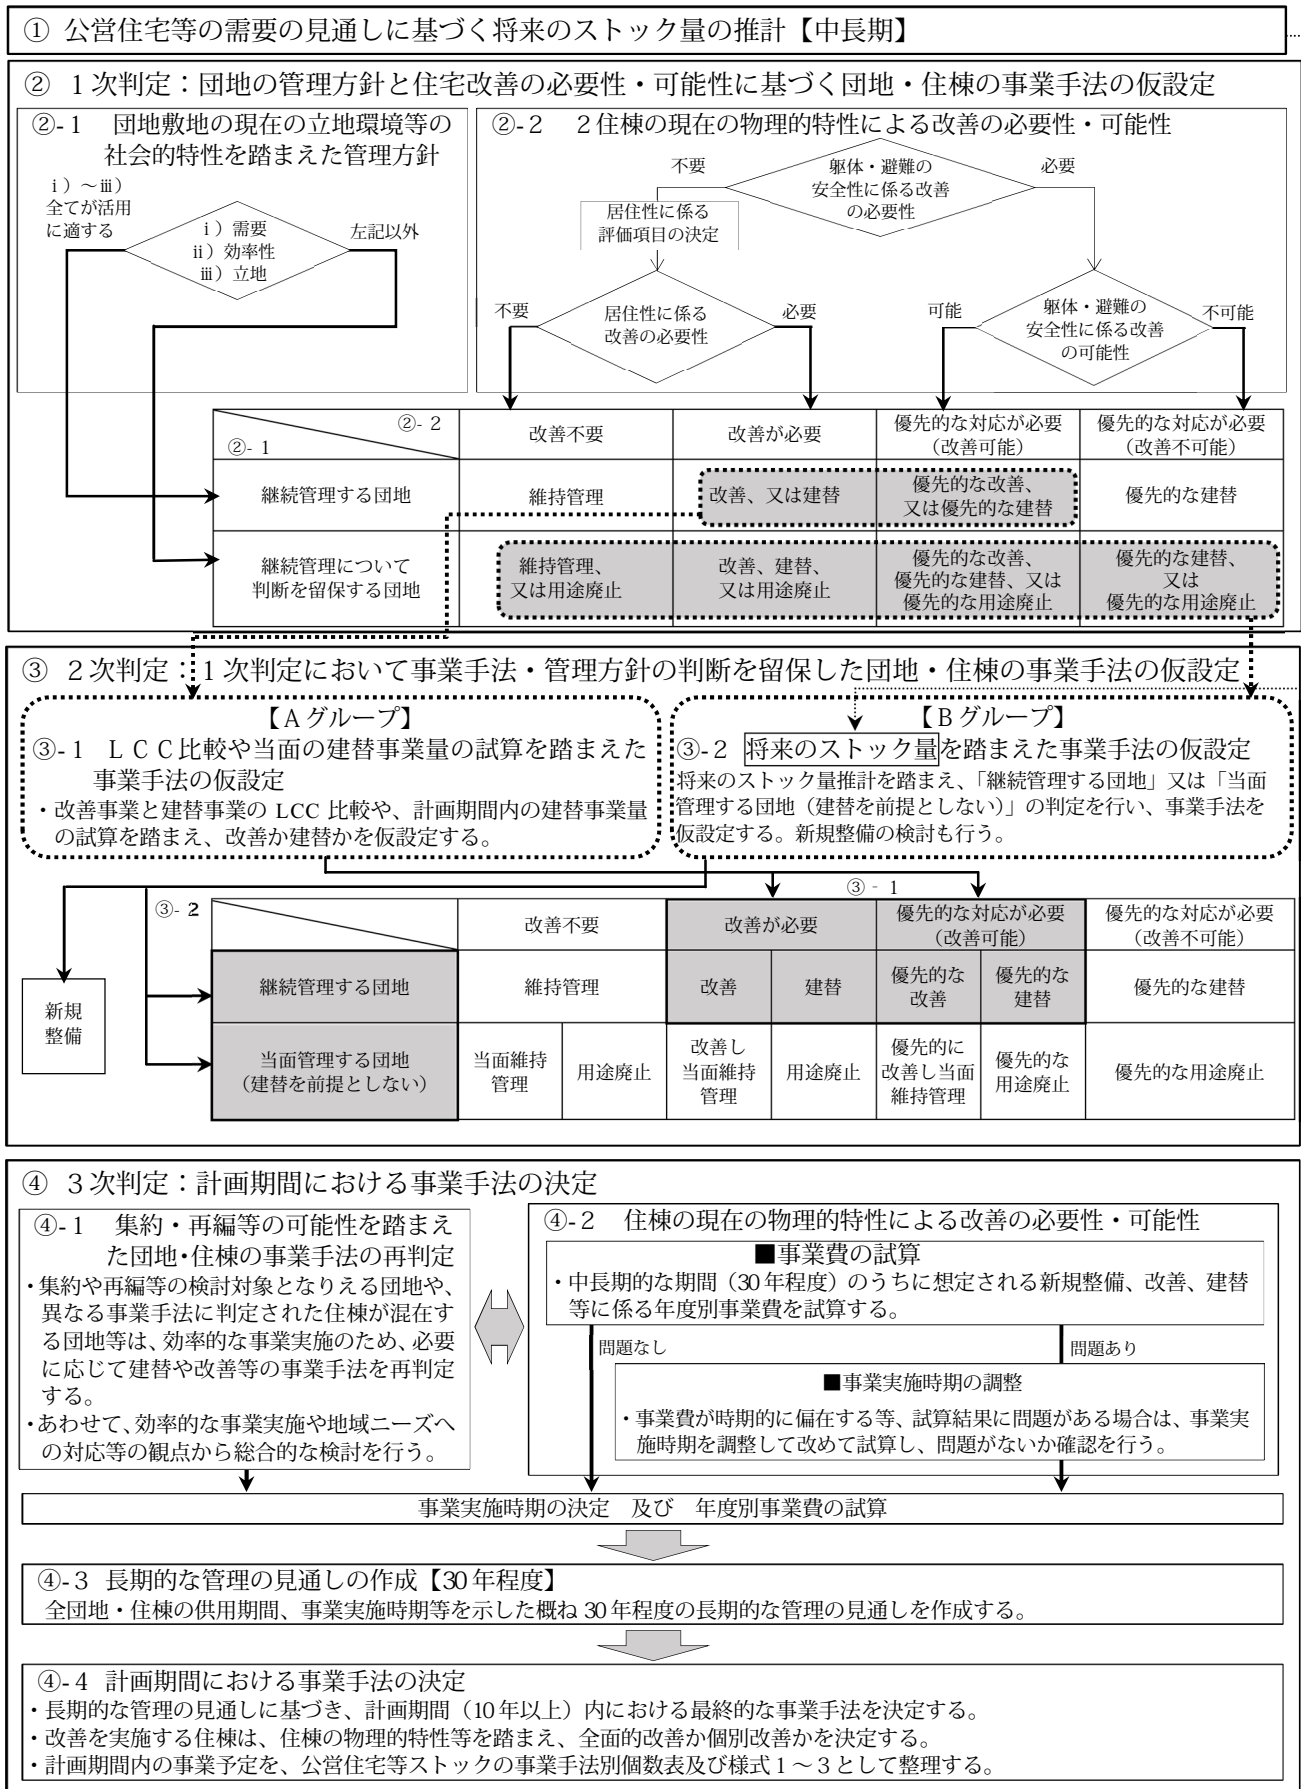 ① 公営住宅等の需要の見通しに基づく将来のストック量の推計【中長期】
② １次判定：団地の管理方針と住宅改善の必要性・可能性に基づく団地・住棟の事業手法の仮設定
②-１　団地敷地の現在の立地環境等の
社会的特性を踏まえた管理方針
ⅰ）～ⅲ）
全てが活用
に適する
ⅰ）需要
ⅱ）効率性
ⅲ）立地
左記以外
②-２　２住棟の現在の物理的特性による改善の必要性・可能性
不要
躯体・避難の
安全性に係る改善
の必要性
必要
居住性に係る
評価項目の決定
不要
居住性に係る
改善の必要性
必要
可能
躯体・避難の
安全性に係る改善
の可能性
不可能
②-２
②-１
改善不要
改善が必要
優先的な対応が必要
（改善可能）
優先的な対応が必要
（改善不可能）
継続管理する団地
維持管理
改善、又は建替
優先的な改善、
又は優先的な建替
優先的な建替
継続管理について
判断を留保する団地
維持管理、
又は用途廃止
改善、建替、
又は用途廃止
優先的な改善、
優先的な建替、又は
優先的な用途廃止
優先的な建替、
又は
優先的な用途廃止
③ ２次判定：１次判定において事業手法・管理方針の判断を留保した団地・住棟の事業手法の仮設定
【Ａグループ】
③-１　ＬＣＣ比較や当面の建替事業量の試算を踏まえた
事業手法の仮設定
・改善事業と建替事業の LCC 比較や、計画期間内の建替事業量
の試算を踏まえ、改善か建替かを仮設定する。
【Ｂグループ】
③-２ 将来のストック量を踏まえた事業手法の仮設定
将来のストック量推計を踏まえ、「継続管理する団地」又は「当面
管理する団地（建替を前提としない）」の判定を行い、事業手法を
仮設定する。新規整備の検討も行う。
③‐１
③-２
改善不要
改善が必要
優先的な対応が必要
（改善可能）
優先的な対応が必要
（改善不可能）
新規
整備
継続管理する団地
維持管理
改善
建替
優先的な
改善
優先的な
建替
優先的な建替
当面管理する団地
（建替を前提としない）
当面維持
管理
用途廃止
改善し
当面維持
管理
用途廃止
優先的に
改善し当面
維持管理
優先的な
用途廃止
優先的な用途廃止
④ ３次判定：計画期間における事業手法の決定
④-１　集約・再編等の可能性を踏まえ
た団地・住棟の事業手法の再判定
・集約や再編等の検討対象となりえる団地や、
異なる事業手法に判定された住棟が混在す
る団地等は、効率的な事業実施のため、必要
に応じて建替や改善等の事業手法を再判定
する。
・あわせて、効率的な事業実施や地域ニーズへ
の対応等の観点から総合的な検討を行う。
④-２　住棟の現在の物理的特性による改善の必要性・可能性
■事業費の試算
・中長期的な期間（30年程度）のうちに想定される新規整備、改善、建替
等に係る年度別事業費を試算する。
問題なし
問題あり
■事業実施時期の調整
・事業費が時期的に偏在する等、試算結果に問題がある場合は、事業実
施時期を調整して改めて試算し、問題がないか確認を行う。
事業実施時期の決定　及び　年度別事業費の試算
④-３ 長期的な管理の見通しの作成【30年程度】
全団地・住棟の供用期間、事業実施時期等を示した概ね 30年程度の長期的な管理の見通しを作成する。
④-４ 計画期間における事業手法の決定
・長期的な管理の見通しに基づき、計画期間（10年以上）内における最終的な事業手法を決定する。
・改善を実施する住棟は、住棟の物理的特性等を踏まえ、全面的改善か個別改善かを決定する。
・計画期間内の事業予定を、公営住宅等ストックの事業手法別個数表及び様式１～３として整理する。